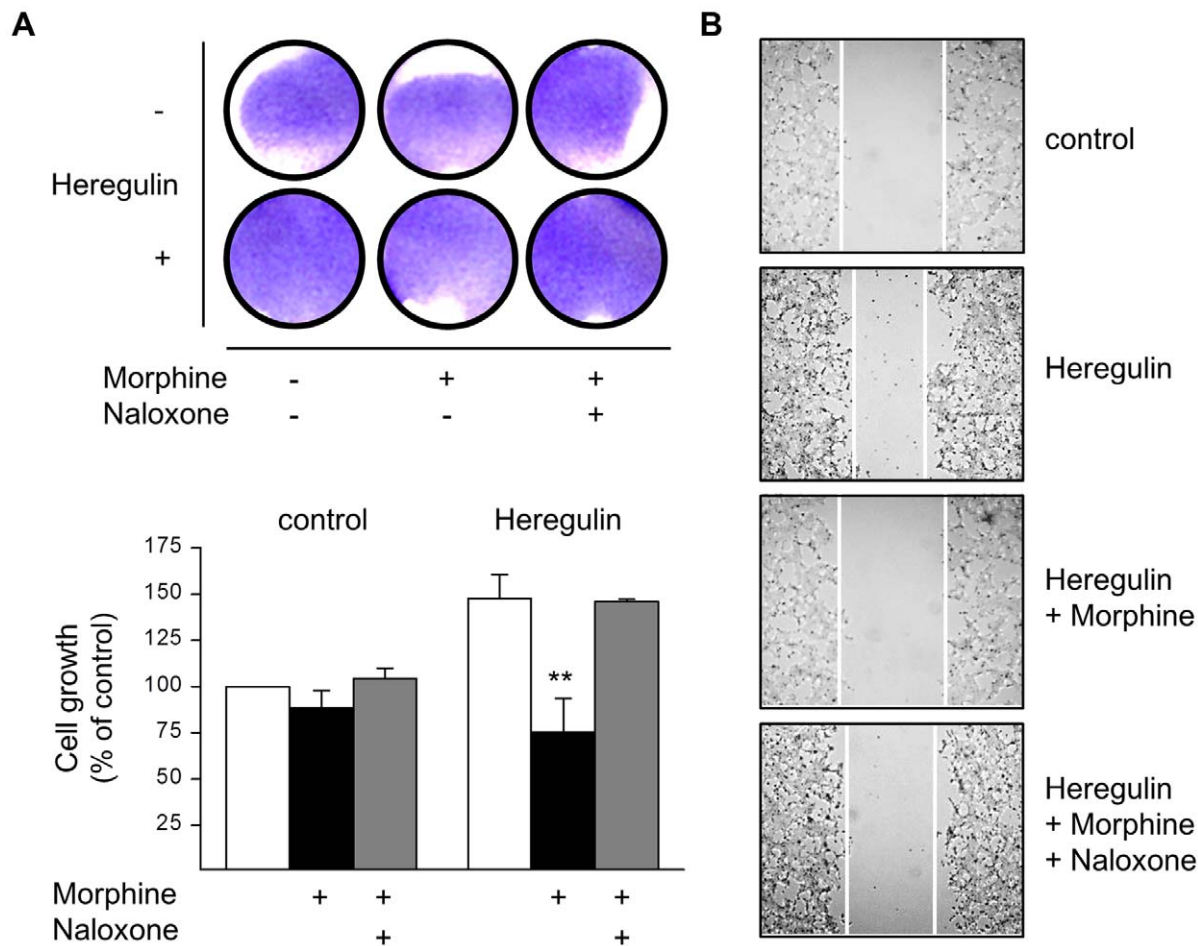 A
-
Heregulin
+
Morphine - + +
Naloxone - - +
control Heregulin
175
150
125
100
75
50
25
Cell growth
(% of control)
**
Morphine + + + +
Naloxone + +
B
control
Heregulin
Heregulin
+ Morphine
Heregulin
+ Morphine
+ Naloxone